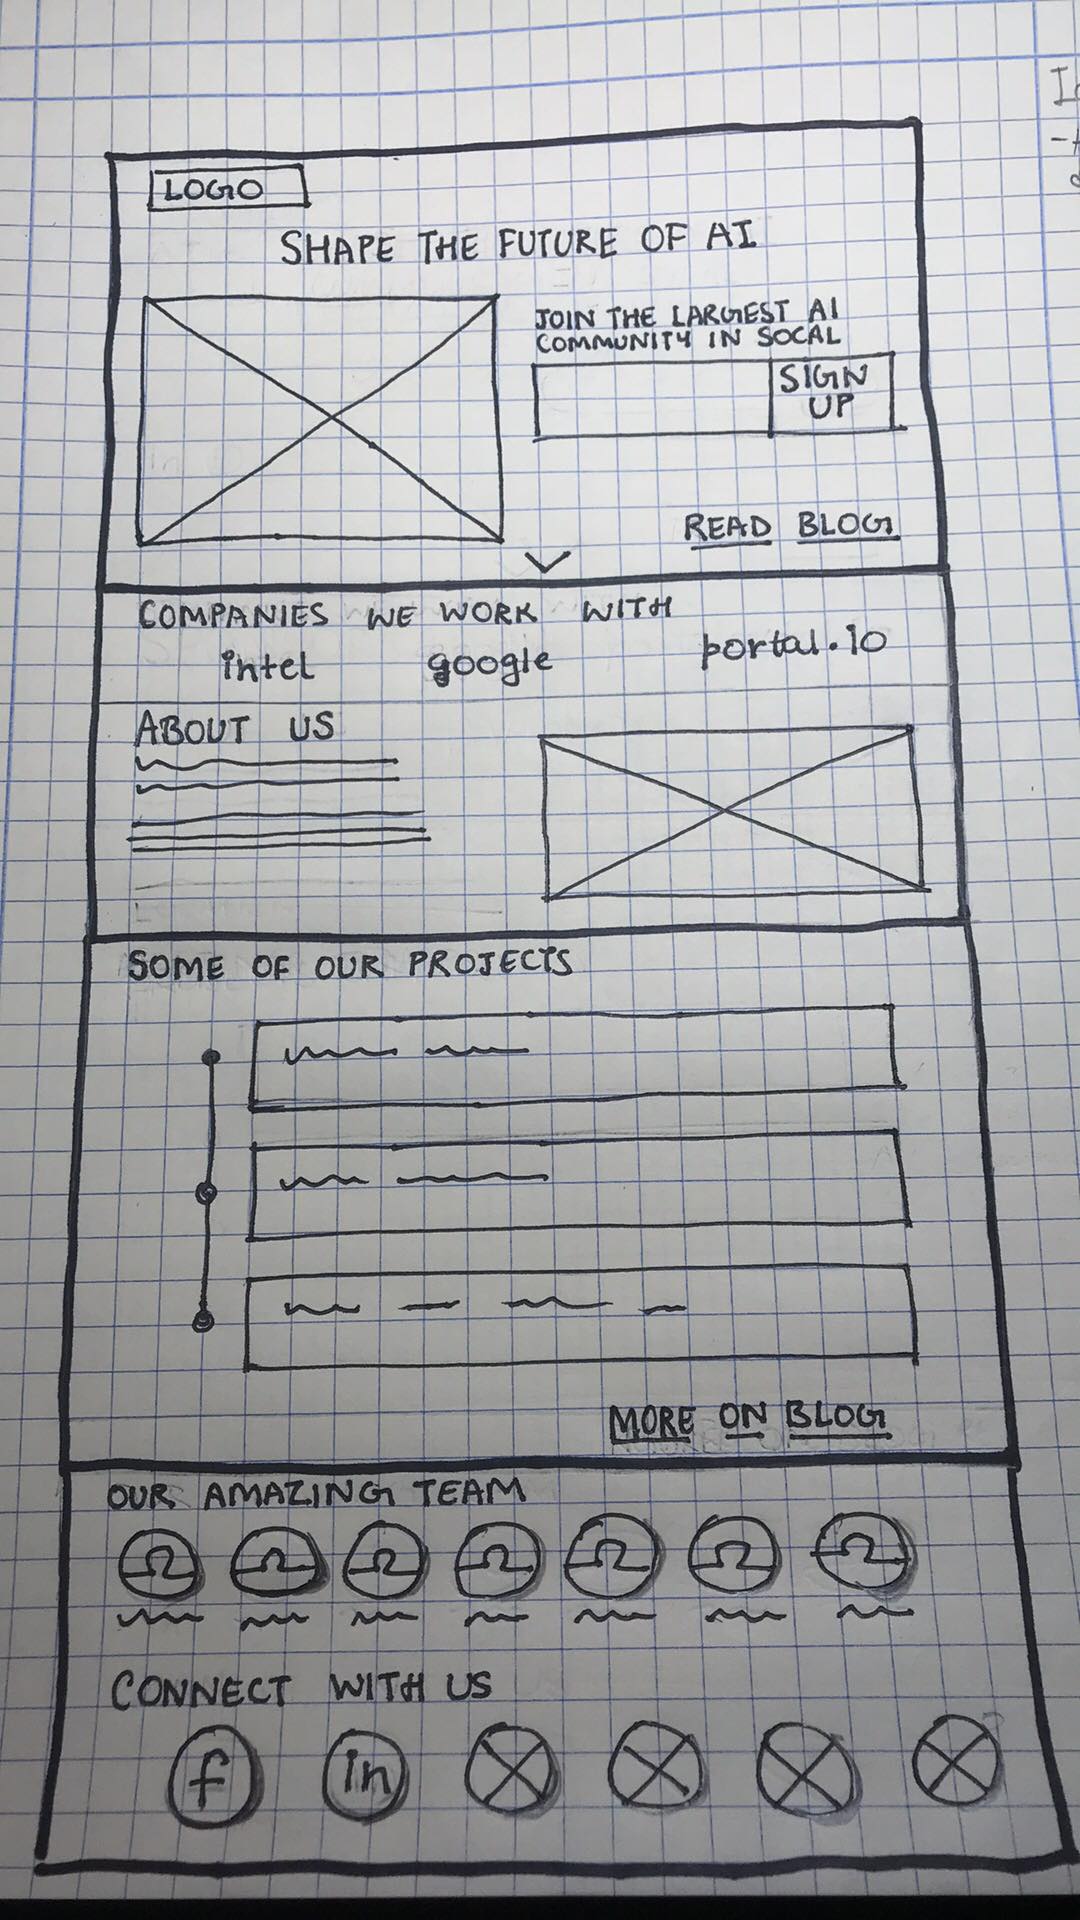 LOGO
SHAPE THE FUTURE OF AI
JOIN THE LARGEST AI
COMMUNITY IN SOCAL
SIGN
UP
READ BLOG
COMPANIES WE WORK WITH
intel google portal.io
ABOUT US
SOME OF OUR PROJECTS
MORE ON BLOG
OUR AMAZING TEAM
CONNECT WITH US
f in